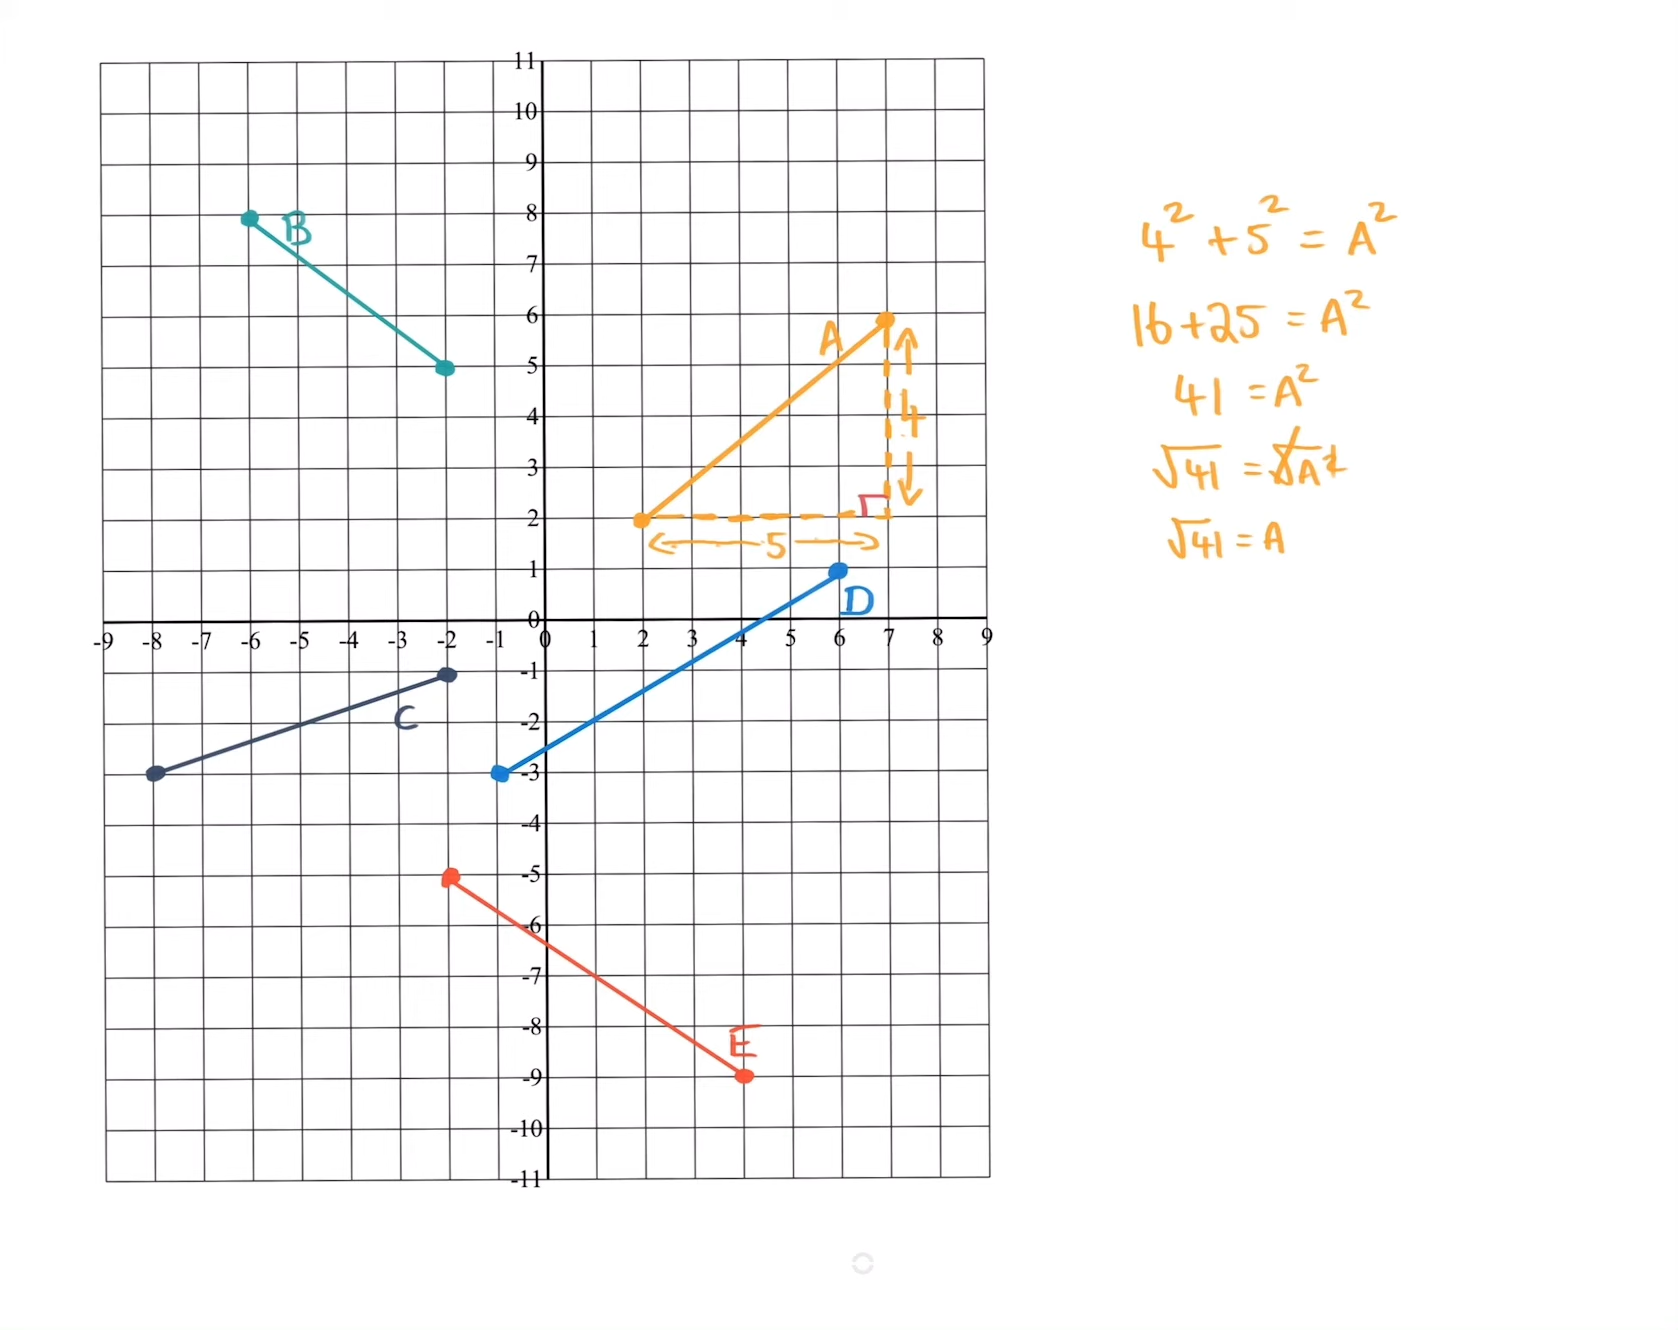 11
10
9
8
B
7
6
A
5
4
4
3
2
5
1
D
0
-9 -8 -7 -6 -5 -4 -3 -2 -1 0 1 2 3 4 5 6 7 8 9
-1
C
-2
-3
-4
-5
-6
-7
-8
E
-9
-10
-11
4² + 5² = A²
16 + 25 = A²
41 = A²
√41 = √A²
√41 = A